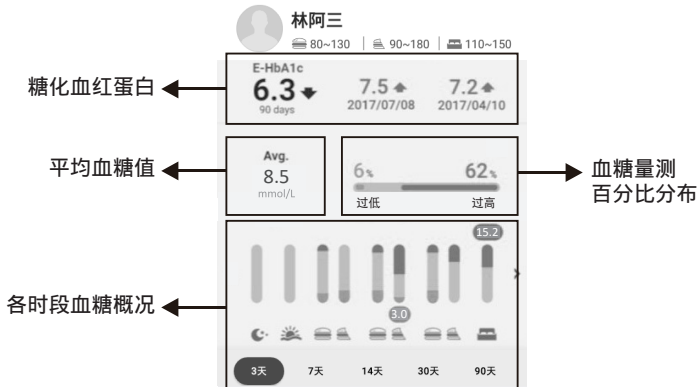 林阿三
80~130 90~180 110~150
E-HbA1c
6.3 7.5 7.2
90 days 2017/07/08 2017/04/10
糖化血红蛋白
Avg.
8.5
mmol/L
平均血糖值
6% 62%
过低 过高
血糖量测
百分比分布
15.2
3.0
各时段血糖概况
3天 7天 14天 30天 90天